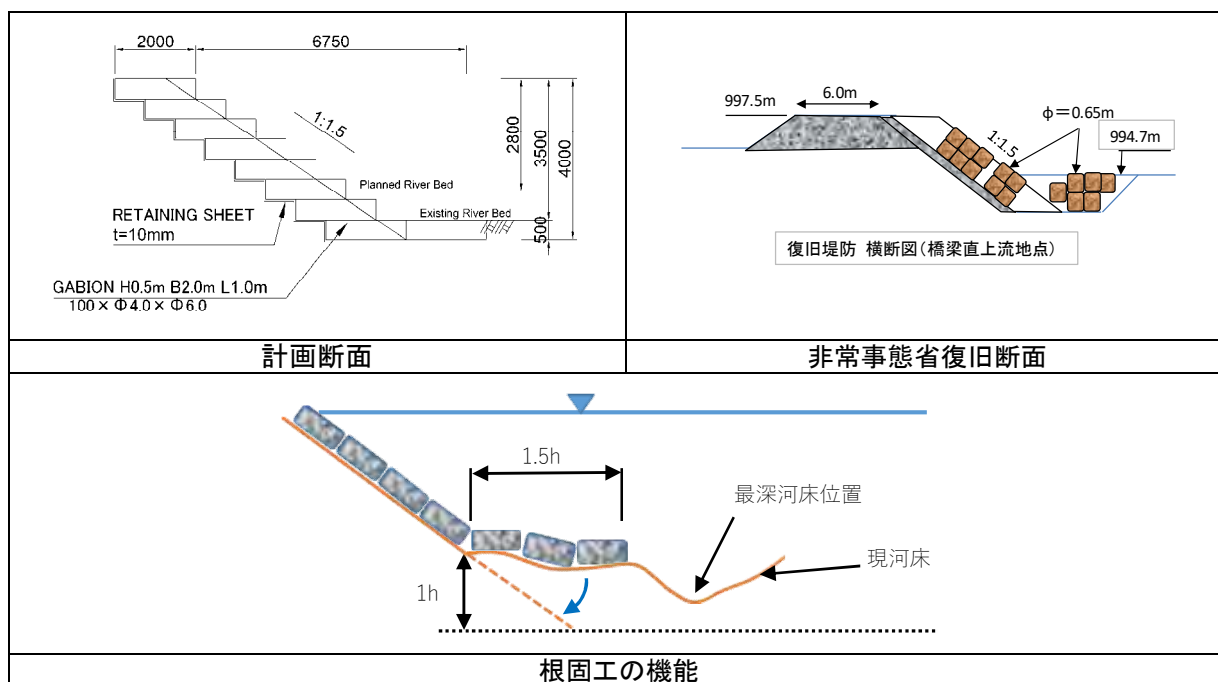 2000
6750
1:1.5
2800
3500
4000
Planned River Bed
RETAINING SHEET
t=10mm
Existing River Bed
500
GABION H0.5m B2.0m L1.0m
100×Φ4.0×Φ6.0
計画断面
997.5m
6.0m
φ=0.65m
1:1.5
994.7m
復旧堤防 横断図(橋梁直上流地点)
非常事態省復旧断面
1.5h
最深河床位置
現河床
1h
根固工の機能